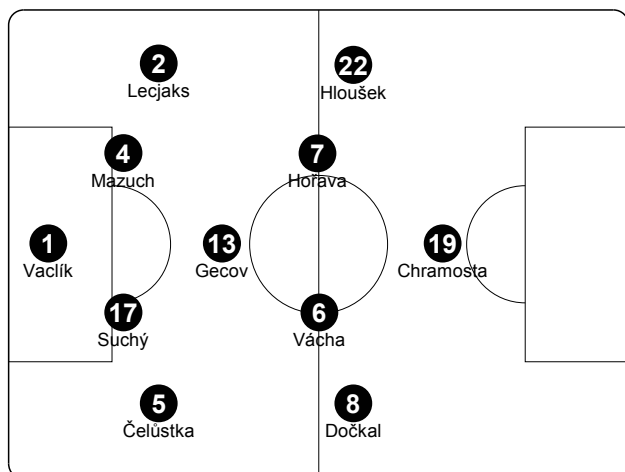 2
Lecjaks
22
Hloušek
4
Mazuch
7
Hořava
1
Vaclík
13
Gecov
19
Chramosta
17
Suchý
6
Vácha
5
Čelůstka
8
Dočkal